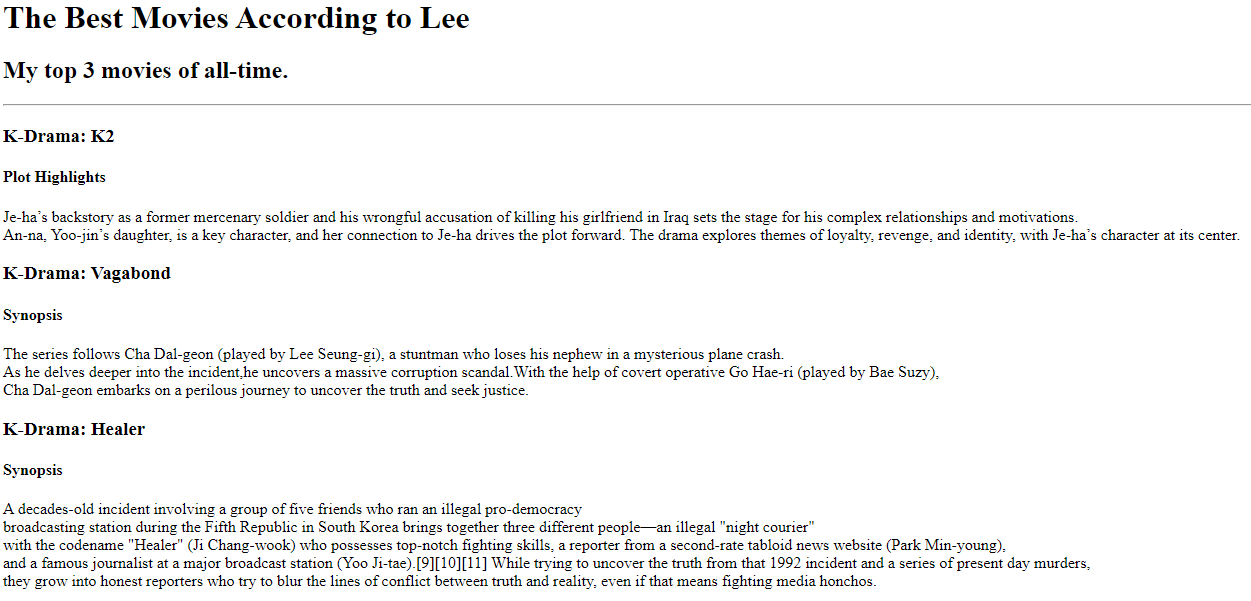 The Best Movies According to Lee
My top 3 movies of all-time.
K-Drama: K2
Plot Highlights
Je-ha’s backstory as a former mercenary soldier and his wrongful accusation of killing his girlfriend in Iraq sets the stage for his complex relationships and motivations.
An-na, Yoo-jin’s daughter, is a key character, and her connection to Je-ha drives the plot forward. The drama explores themes of loyalty, revenge, and identity, with Je-ha’s character at its center.
K-Drama: Vagabond
Synopsis
The series follows Cha Dal-geon (played by Lee Seung-gi), a stuntman who loses his nephew in a mysterious plane crash.
As he delves deeper into the incident,he uncovers a massive corruption scandal.With the help of covert operative Go Hae-ri (played by Bae Suzy),
Cha Dal-geon embarks on a perilous journey to uncover the truth and seek justice.
K-Drama: Healer
Synopsis
A decades-old incident involving a group of five friends who ran an illegal pro-democracy
broadcasting station during the Fifth Republic in South Korea brings together three different people—an illegal "night courier"
with the codename "Healer" (Ji Chang-wook) who possesses top-notch fighting skills, a reporter from a second-rate tabloid news website (Park Min-young),
and a famous journalist at a major broadcast station (Yoo Ji-tae).[9][10][11] While trying to uncover the truth from that 1992 incident and a series of present day murders,
they grow into honest reporters who try to blur the lines of conflict between truth and reality, even if that means fighting media honchos.